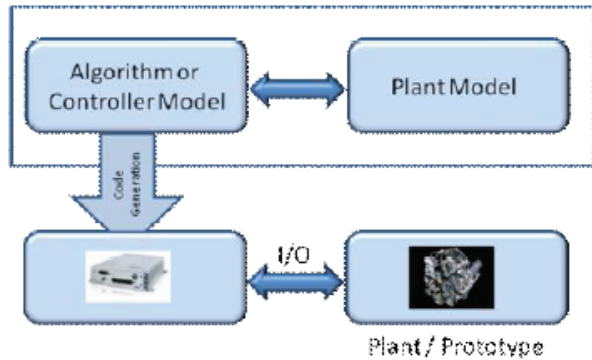 Algorithm or
Controller Model
Plant Model
Code
Generation
I/O
Plant / Prototype